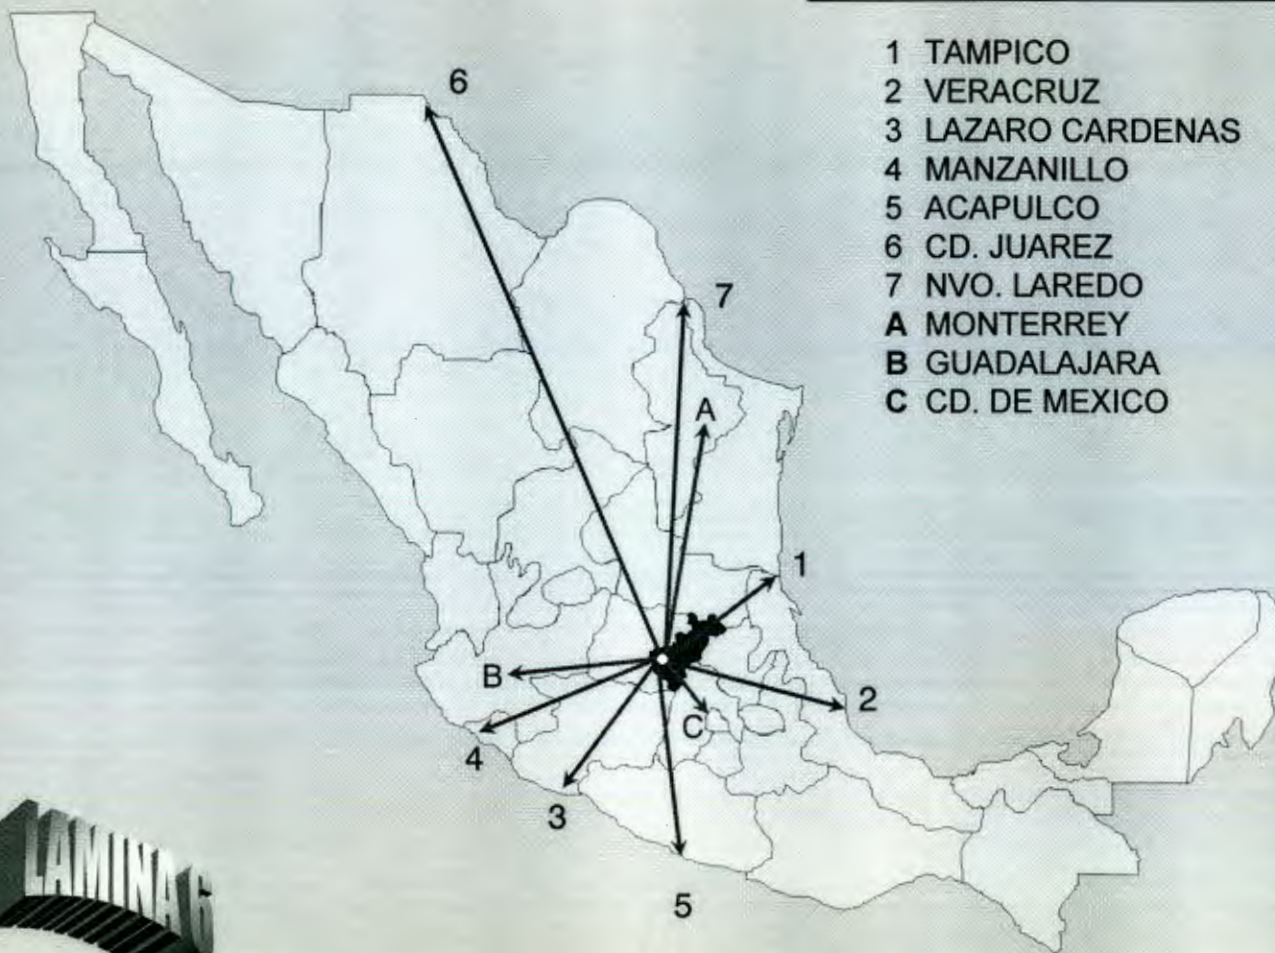 1 TAMPICO
2 VERACRUZ
3 LAZARO CARDENAS
4 MANZANILLO
5 ACAPULCO
6 CD. JUAREZ
7 NVO. LAREDO
A MONTERREY
B GUADALAJARA
C CD. DE MEXICO
6
7
A
1
B
2
C
4
3
5
LAMINA 6